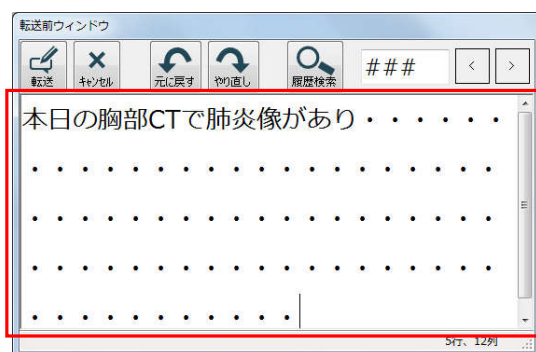 転送前ウィンドウ
転送 キャンセル 元に戻す やり直し 履歴検索 ### < >
本日の胸部CTで肺炎像があり・・・・・・
・・・・・・・・・・・・・・・・・・・
・・・・・・・・・・・・・・・・・・・
・・・・・・・・・・・・・・・・・・・
・・・・・・・・・・・
5行、12列